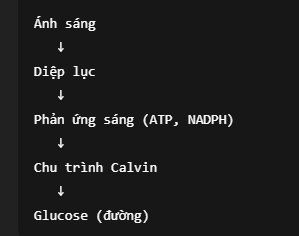 Ánh sáng
↓
Diệp lục
↓
Phản ứng sáng (ATP, NADPH)
↓
Chu trình Calvin
↓
Glucose (đường)